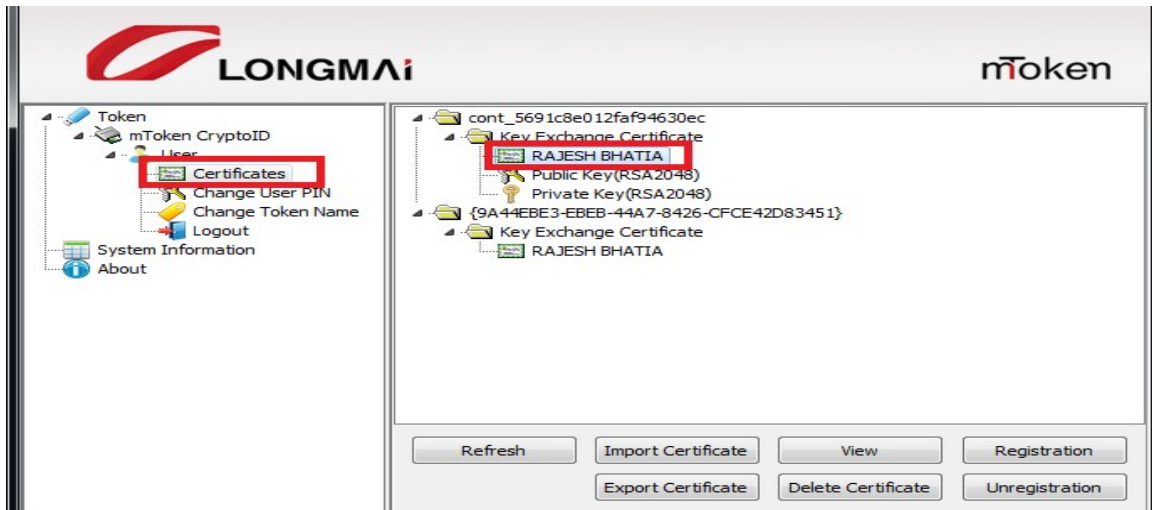 LONGMAi
mToken
Token
mToken CryptoID
User
Certificates
Change User PIN
Change Token Name
Logout
System Information
About
cont_5691c8e012faf94630ec
Key Exchange Certificate
RAJESH BHATIA
Public Key(RSA2048)
Private Key(RSA2048)
{9A44EBE3-EBEB-44A7-8426-CFCE42D83451}
Key Exchange Certificate
RAJESH BHATIA
Refresh
Import Certificate
View
Registration
Export Certificate
Delete Certificate
Unregistration